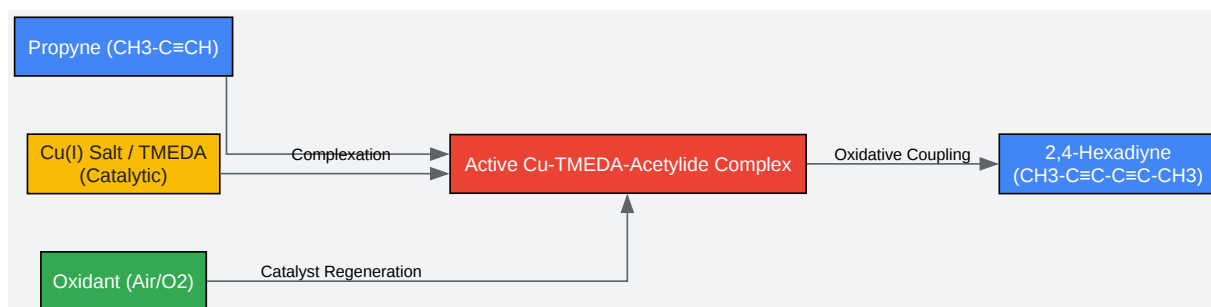 Propyne (CH3-C≡CH)
Cu(I) Salt / TMEDA
(Catalytic)
Complexation
Active Cu-TMEDA-Acetylide Complex
Oxidative Coupling
2,4-Hexadiyne
(CH3-C≡C-C≡C-CH3)
Oxidant (Air/O2)
Catalyst Regeneration